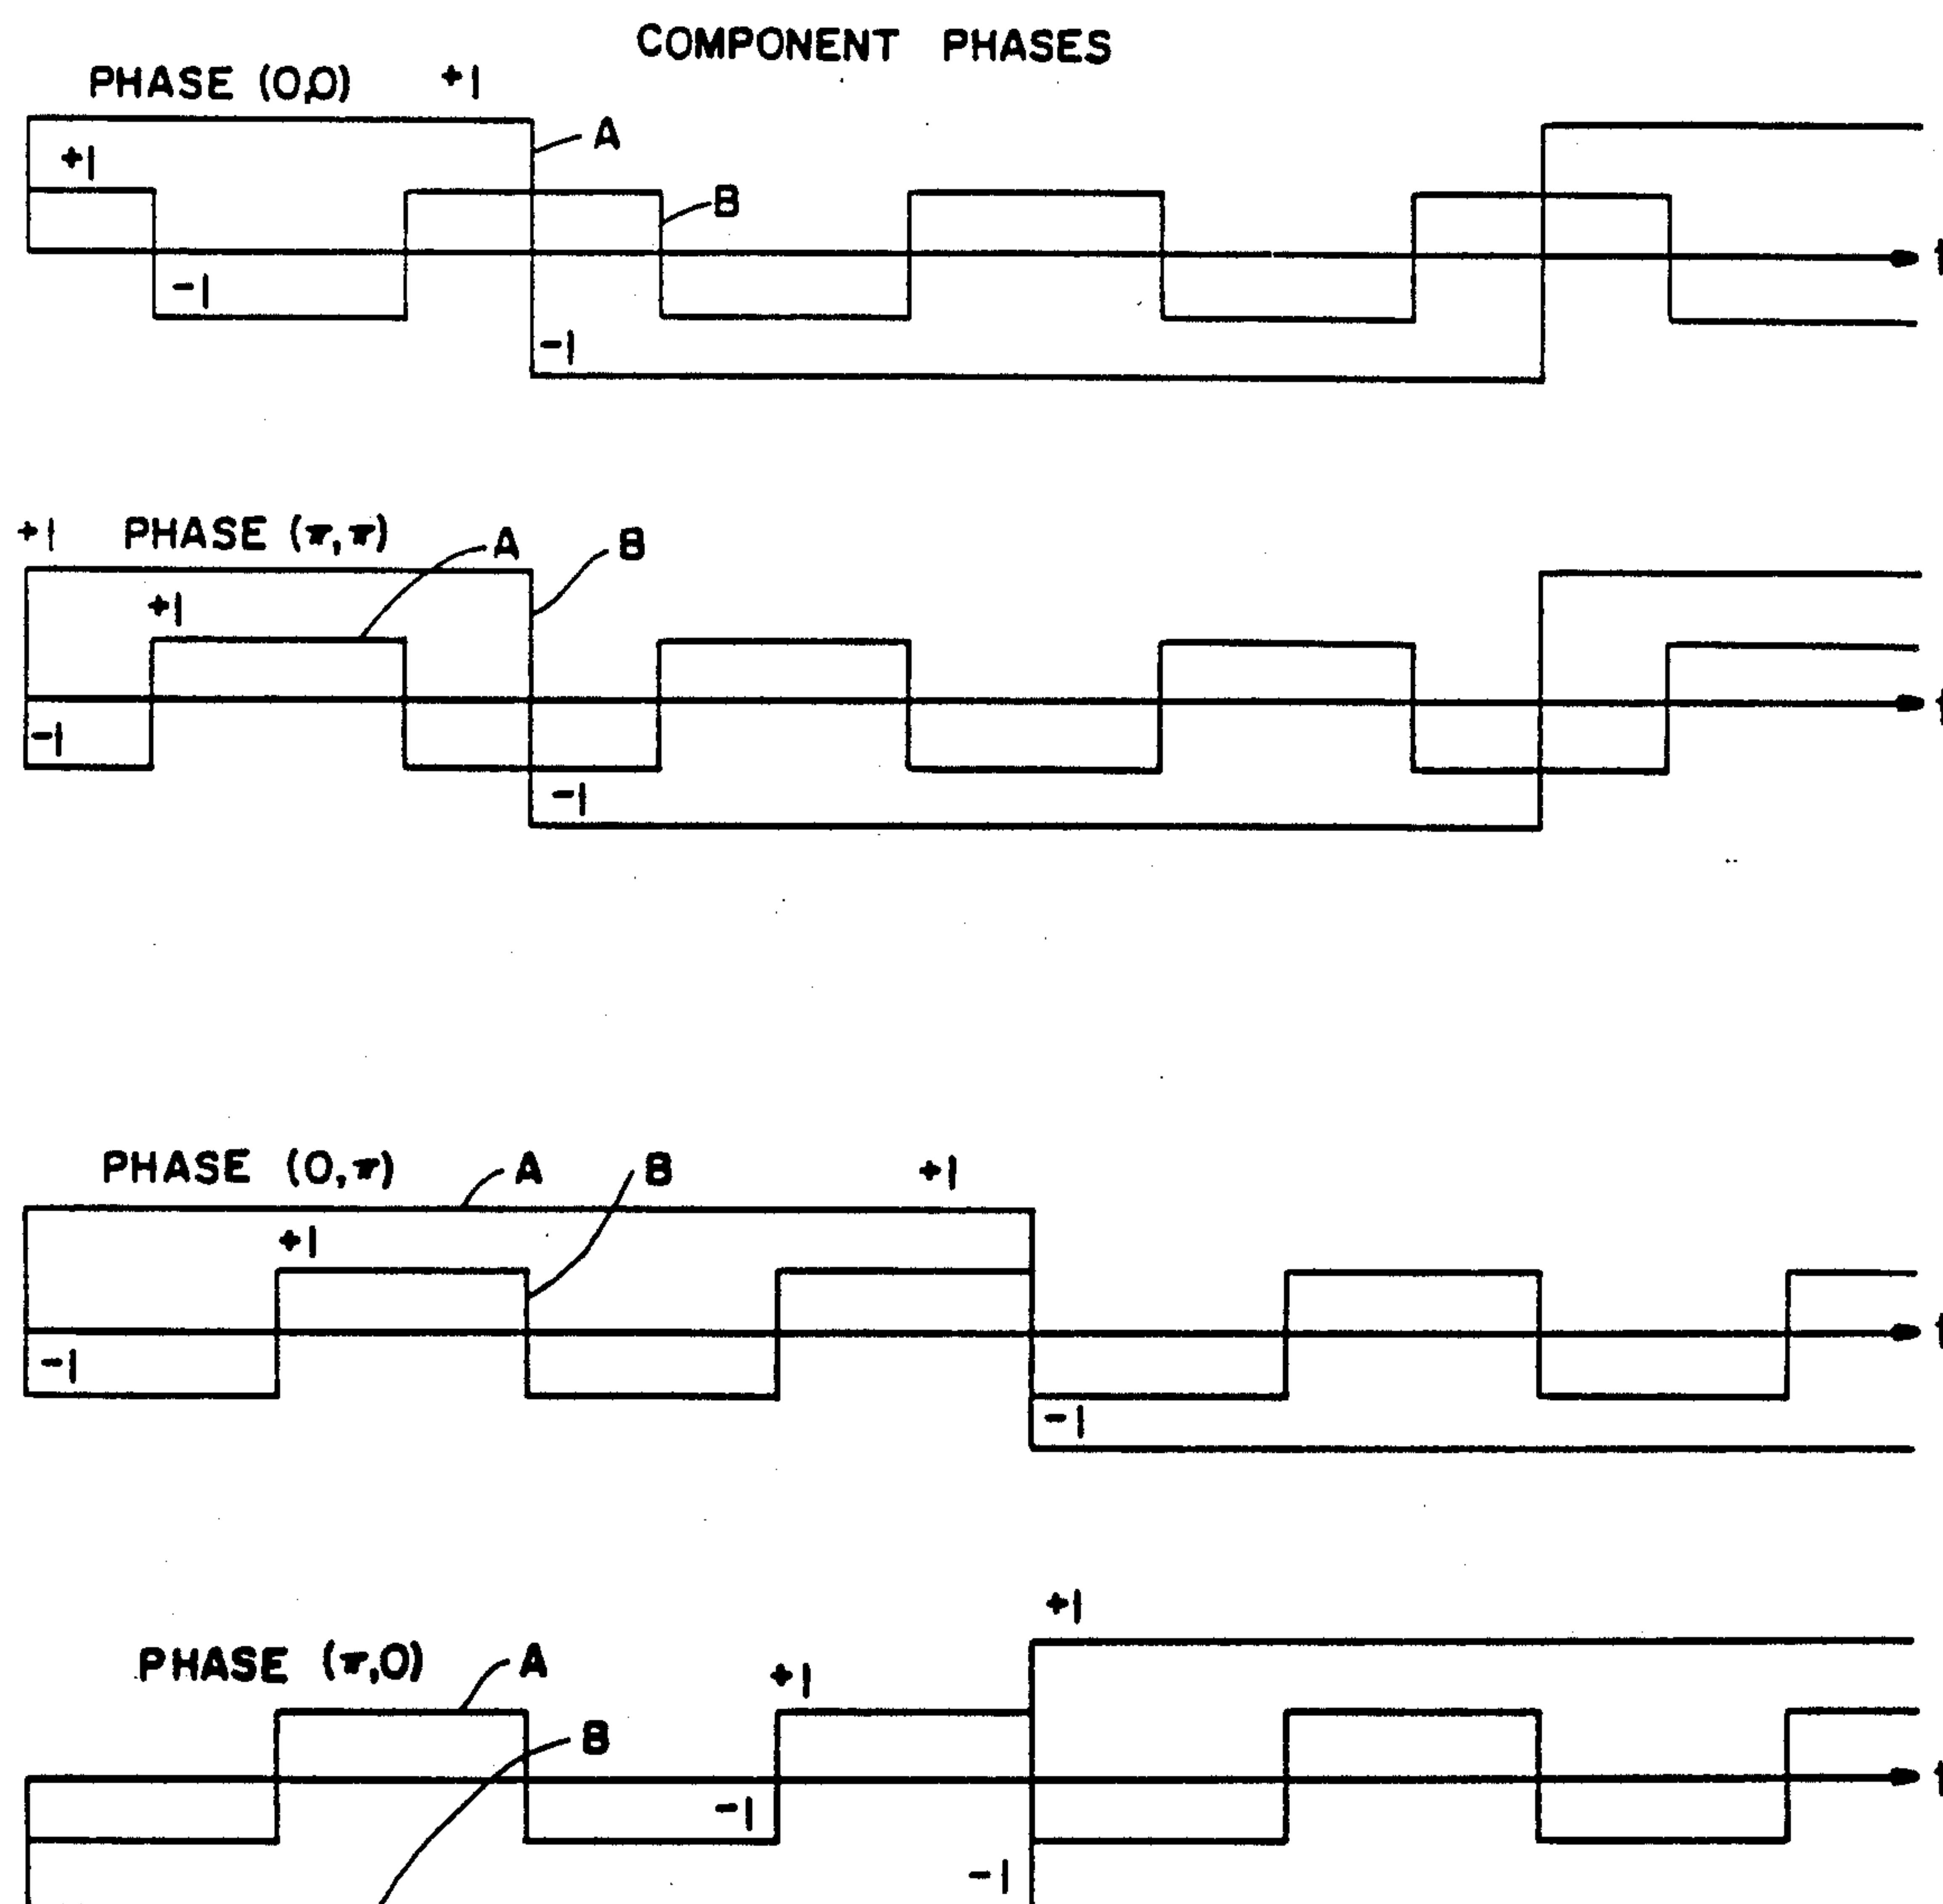 COMPONENT PHASES
PHASE (0,0) +1
A
+1
B
-1
t
-1
+1 PHASE (π,π) A B
+1
t
-1
-1
PHASE (0,π) A B +1
+1
t
-1
-1
+1
PHASE (π,0) A +1
B
t
-1
-1